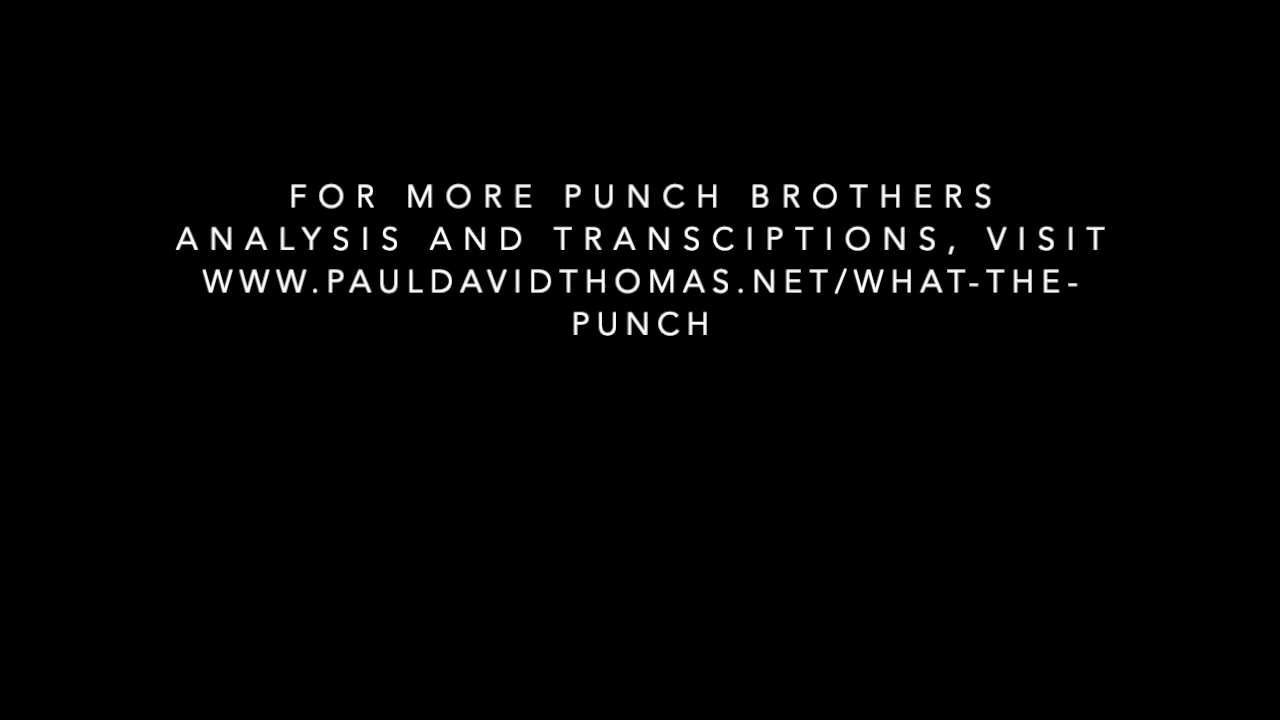 FOR MORE PUNCH BROTHERS
ANALYSIS AND TRANSCIPTIONS, VISIT
WWW.PAULDAVIDTHOMAS.NET/WHAT-THE-
PUNCH